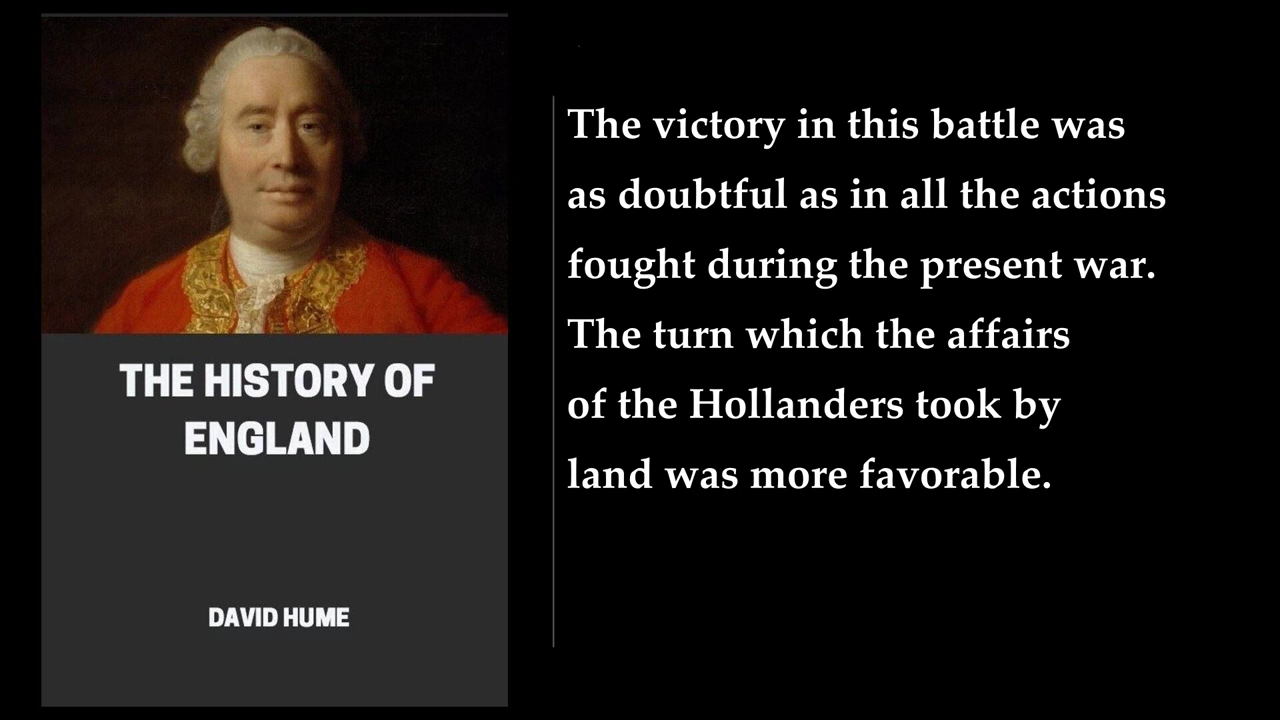 THE HISTORY OF
ENGLAND
DAVID HUME
The victory in this battle was
as doubtful as in all the actions
fought during the present war.
The turn which the affairs
of the Hollanders took by
land was more favorable.